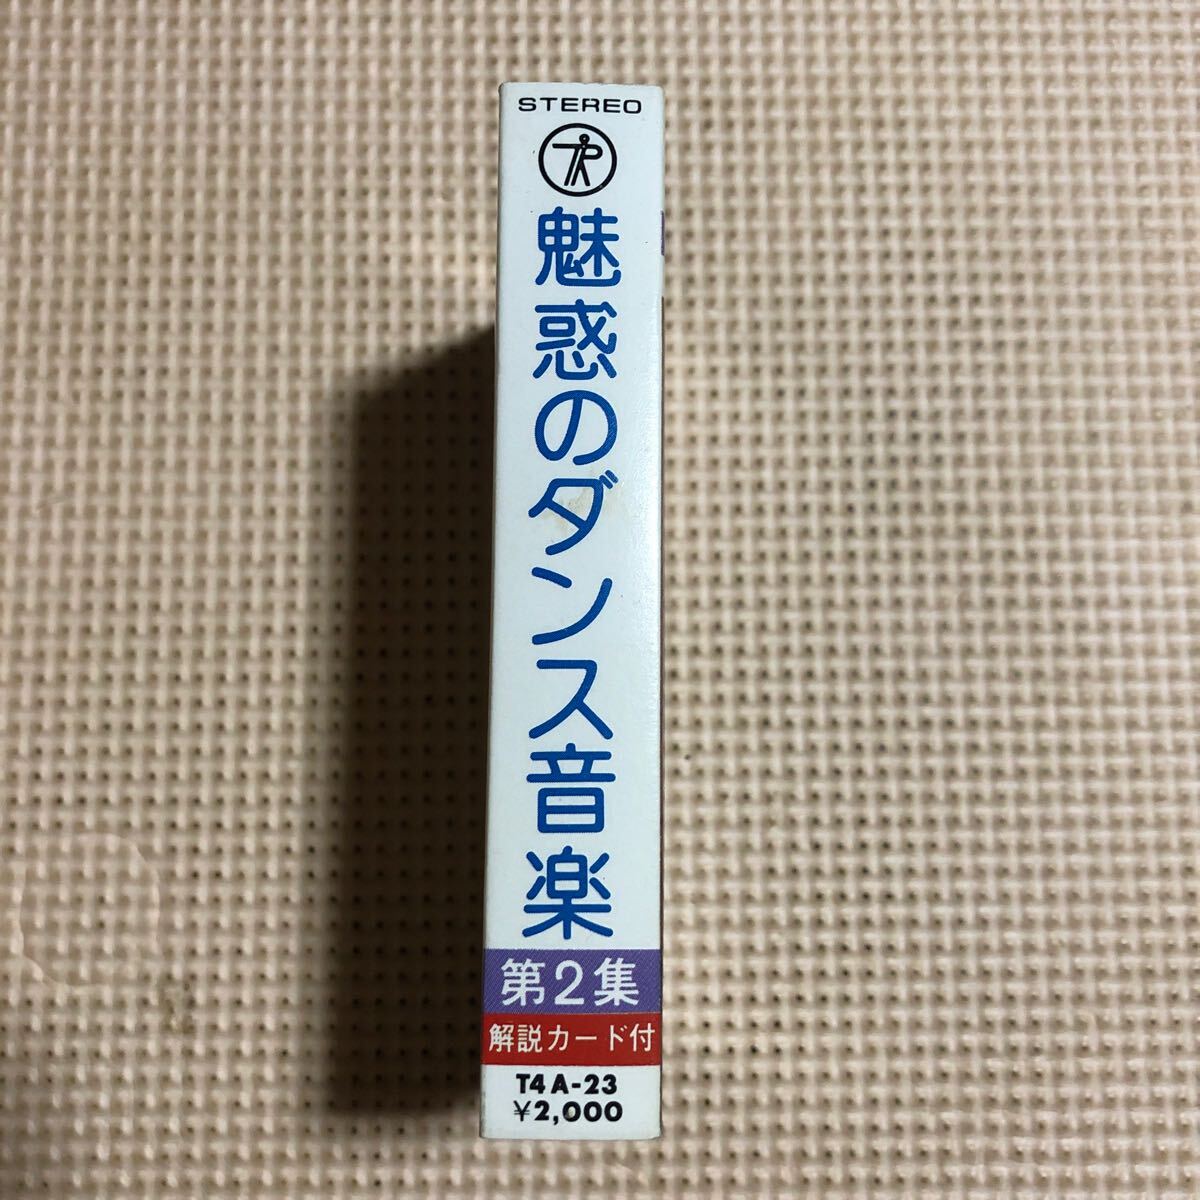 STEREO
TR
魅惑のダンス音楽
第2集
解説カード付
T4A-23
¥2,000